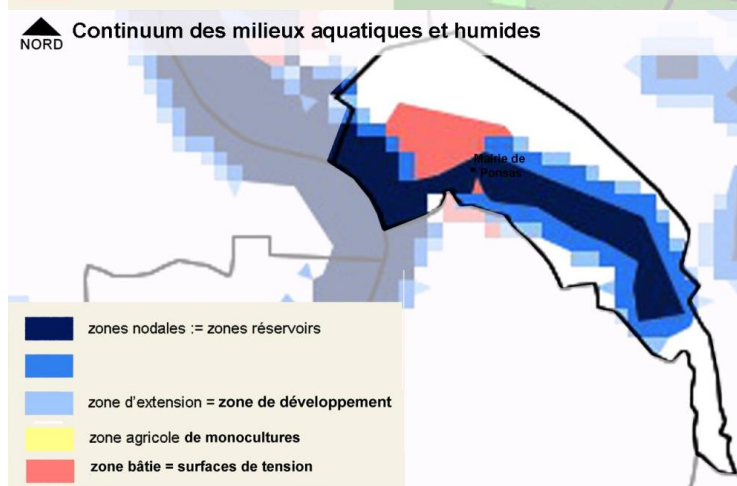 NORD
Continuum des milieux aquatiques et humides
Mairie de
Ponsas
zones nodales := zones réservoirs
zone d'extension = zone de développement
zone agricole de monocultures
zone bâtie = surfaces de tension